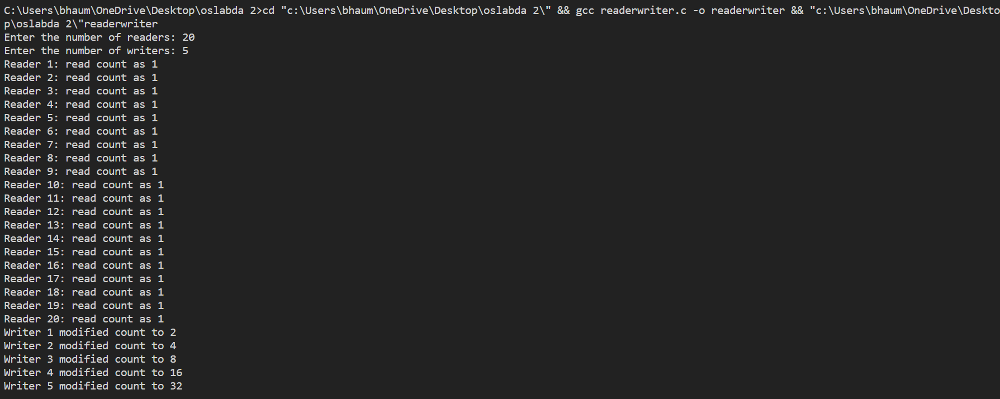 C:\Users\bhaum\OneDrive\Desktop\oslabda 2>cd "c:\Users\bhaum\OneDrive\Desktop\oslabda 2\" && gcc readerwriter.c -o readerwriter && "c:\Users\bhaum\OneDrive\Deskto
p\oslabda 2\"readerwriter
Enter the number of readers: 20
Enter the number of writers: 5
Reader 1: read count as 1
Reader 2: read count as 1
Reader 3: read count as 1
Reader 4: read count as 1
Reader 5: read count as 1
Reader 6: read count as 1
Reader 7: read count as 1
Reader 8: read count as 1
Reader 9: read count as 1
Reader 10: read count as 1
Reader 11: read count as 1
Reader 12: read count as 1
Reader 13: read count as 1
Reader 14: read count as 1
Reader 15: read count as 1
Reader 16: read count as 1
Reader 17: read count as 1
Reader 18: read count as 1
Reader 19: read count as 1
Reader 20: read count as 1
Writer 1 modified count to 2
Writer 2 modified count to 4
Writer 3 modified count to 8
Writer 4 modified count to 16
Writer 5 modified count to 32